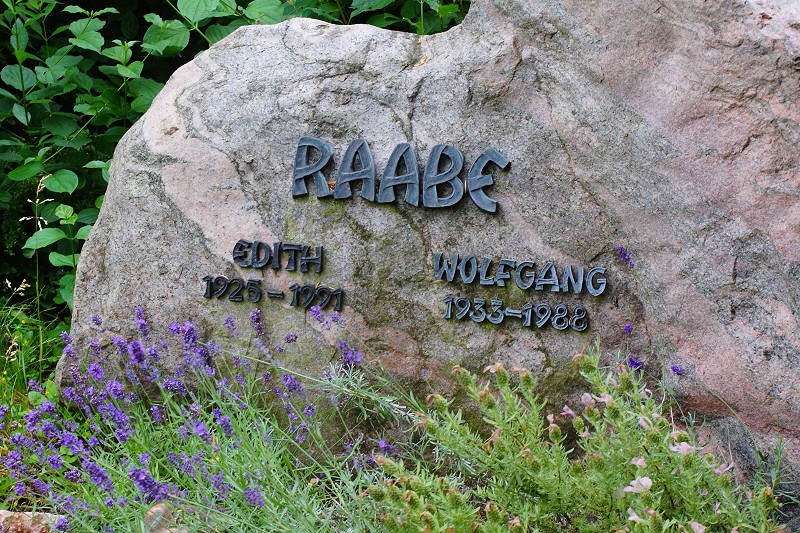 RAABE
EDITH
1925–1991
WOLFGANG
1933–1988